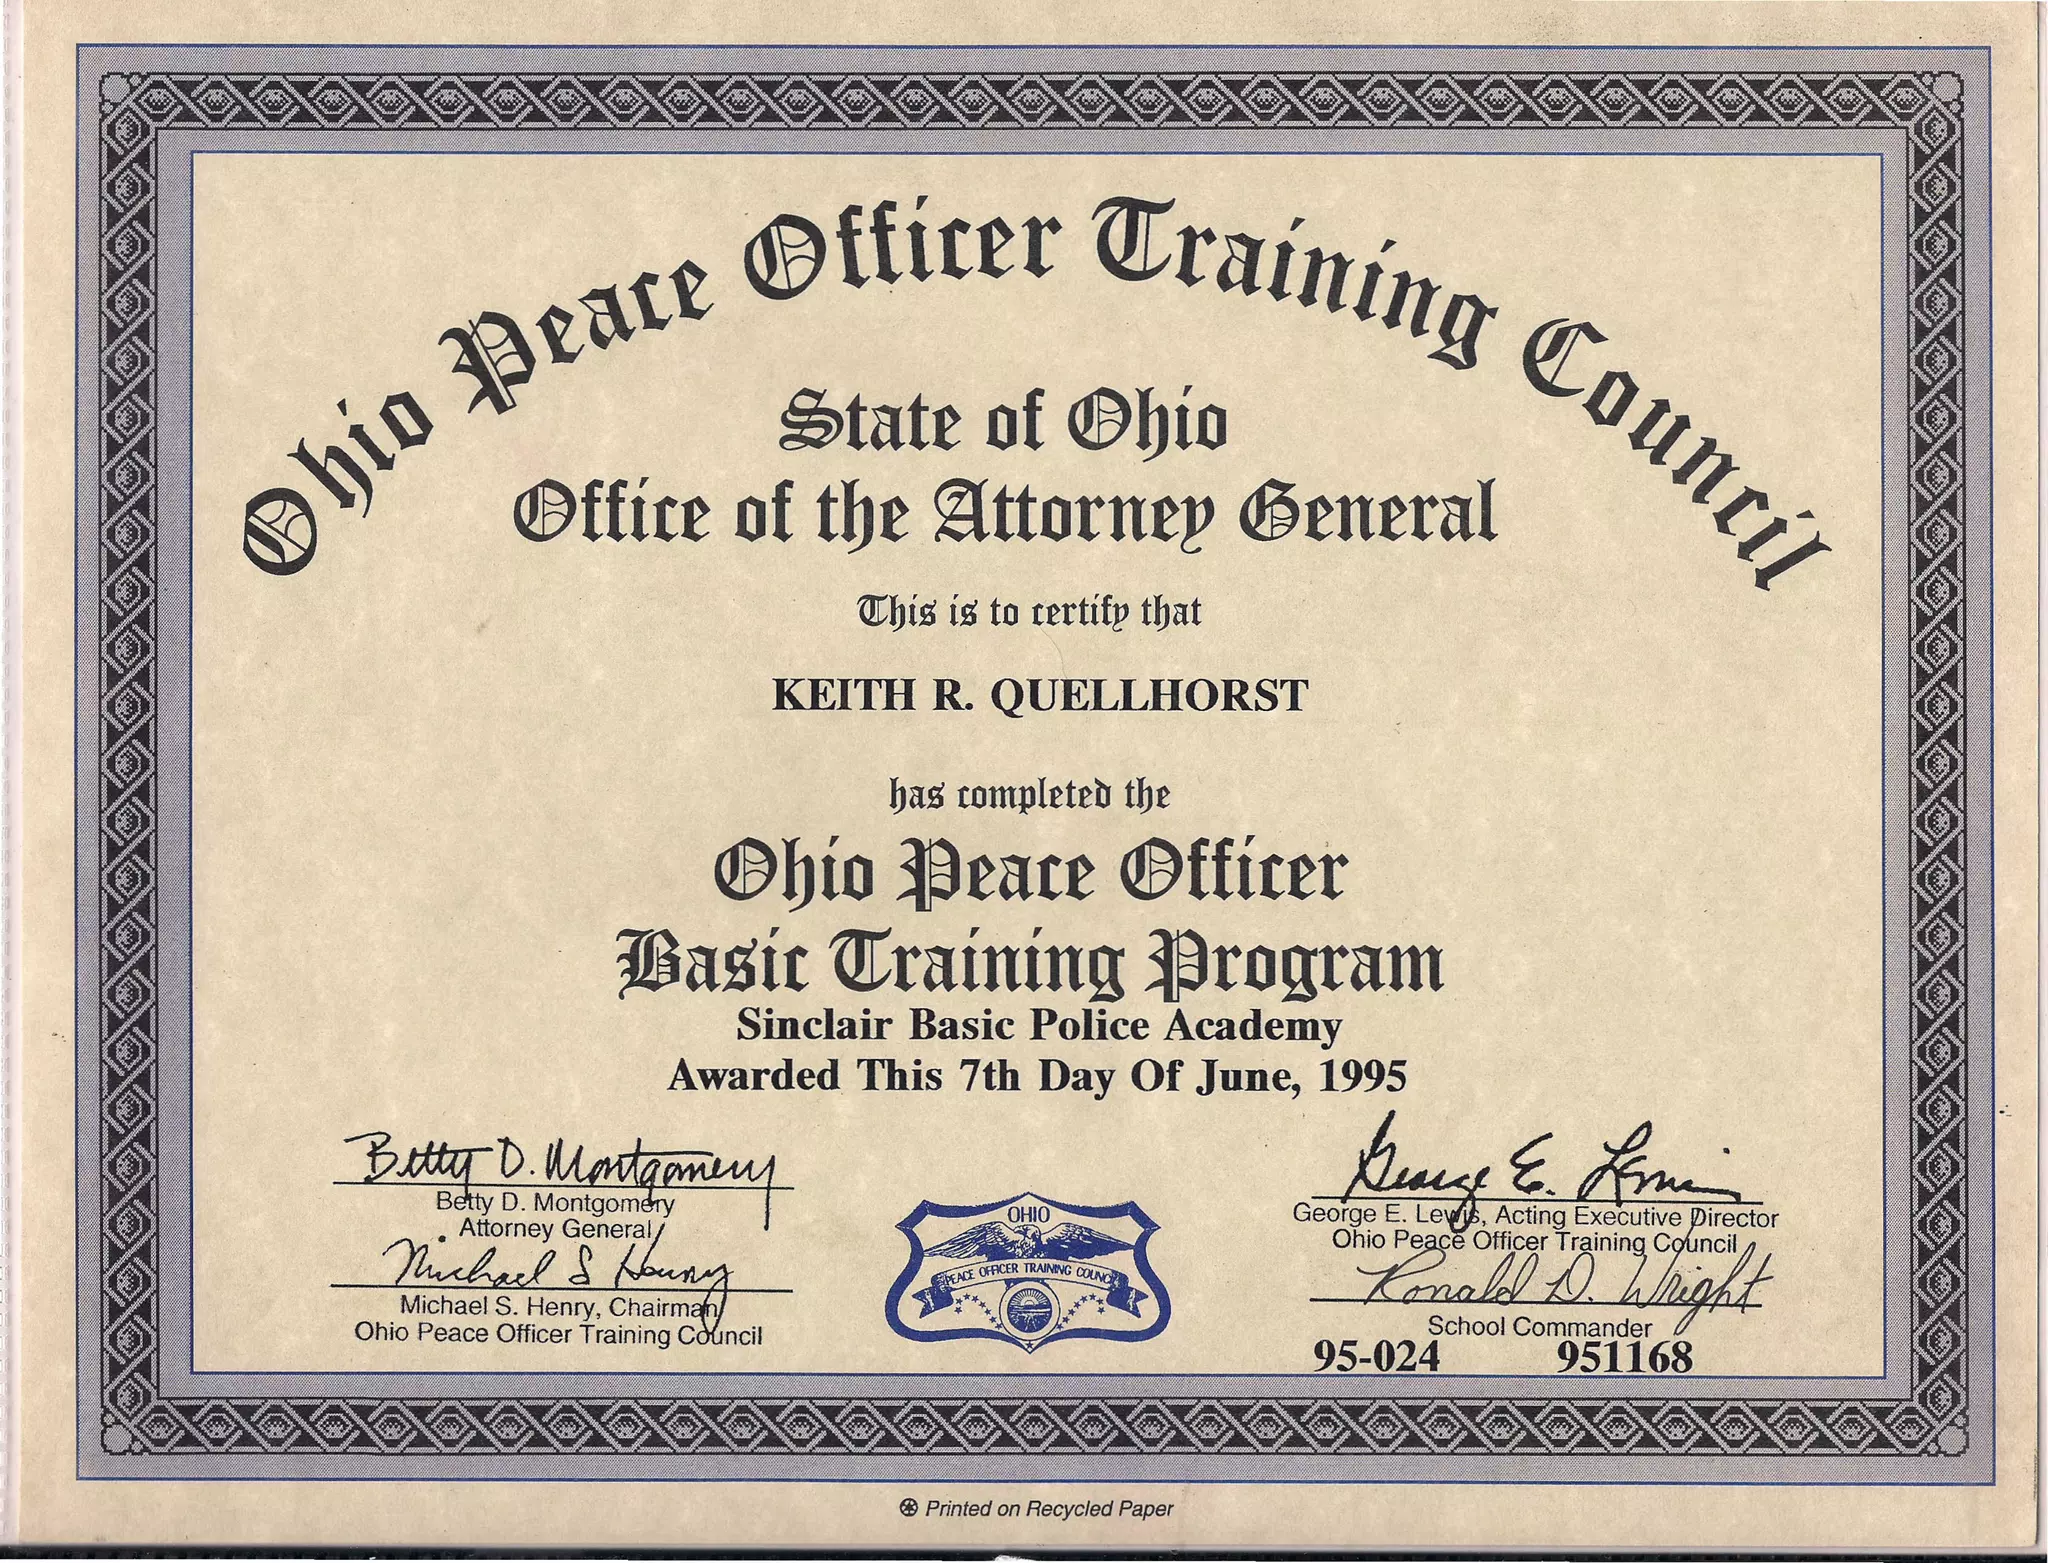 Ohio Peace Officer Training Council
State of Ohio
Office of the Attorney General
This is to certify that
KEITH R. QUELLHORST
has completed the
Ohio Peace Officer
Basic Training Program
Sinclair Basic Police Academy
Awarded This 7th Day Of June, 1995
Betty D. Montgomery
Betty D. Montgomery
Attorney General
Michael S Henry
Michael S. Henry, Chairman
Ohio Peace Officer Training Council
OHIO
PEACE OFFICER TRAINING COUNCIL
George E. Lewis
George E. Lewis, Acting Executive Director
Ohio Peace Officer Training Council
Ronald D. Wright
School Commander
95-024 951168
Printed on Recycled Paper